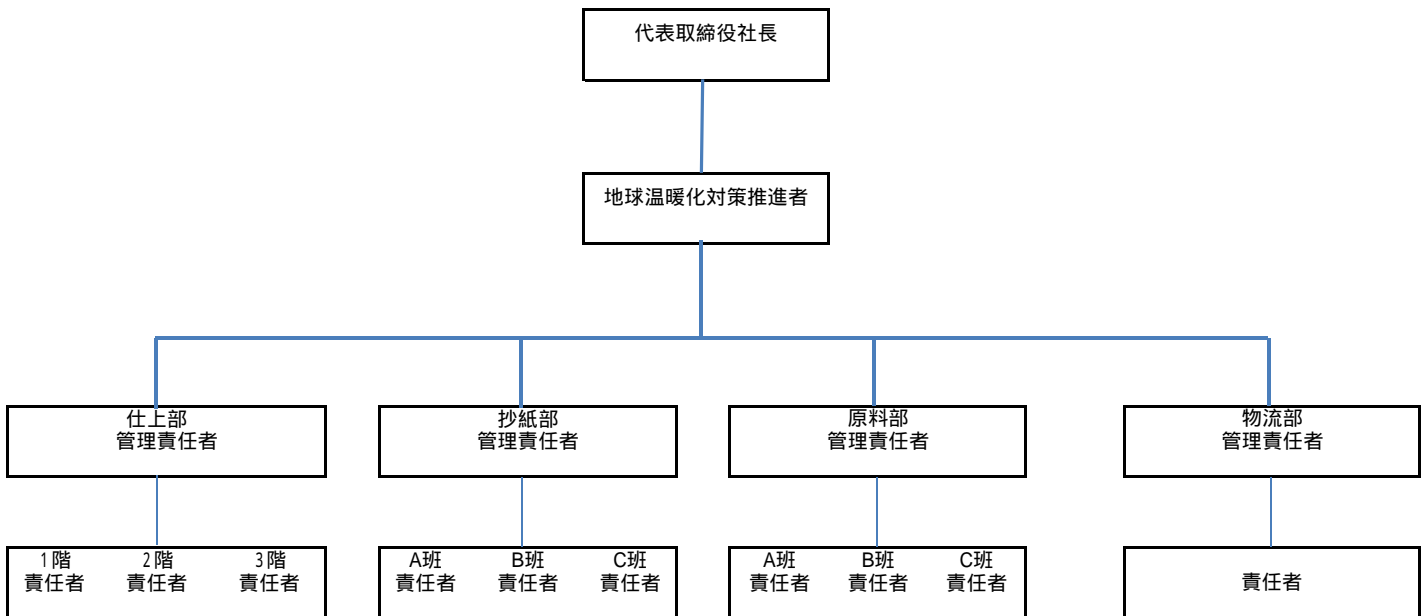 代表取締役社長
地球温暖化対策推進者
仕上部
管理責任者
抄紙部
管理責任者
原料部
管理責任者
物流部
管理責任者
1階 2階 3階
責任者 責任者 責任者
A班 B班 C班
責任者 責任者 責任者
A班 B班 C班
責任者 責任者 責任者
責任者